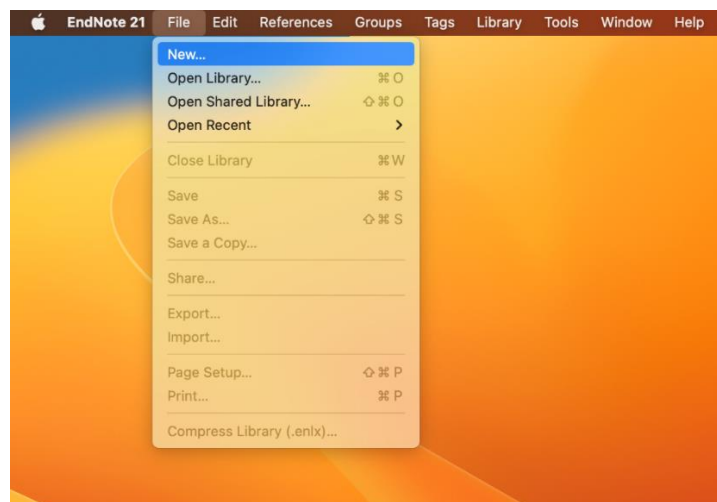 EndNote 21 File Edit References Groups Tags Library Tools Window Help
New...
Open Library... ⌘ O
Open Shared Library... ⇧ ⌘ O
Open Recent >
Close Library ⌘ W
Save ⌘ S
Save As... ⇧ ⌘ S
Save a Copy...
Share...
Export...
Import...
Page Setup... ⇧ ⌘ P
Print... ⌘ P
Compress Library (.enlx)...